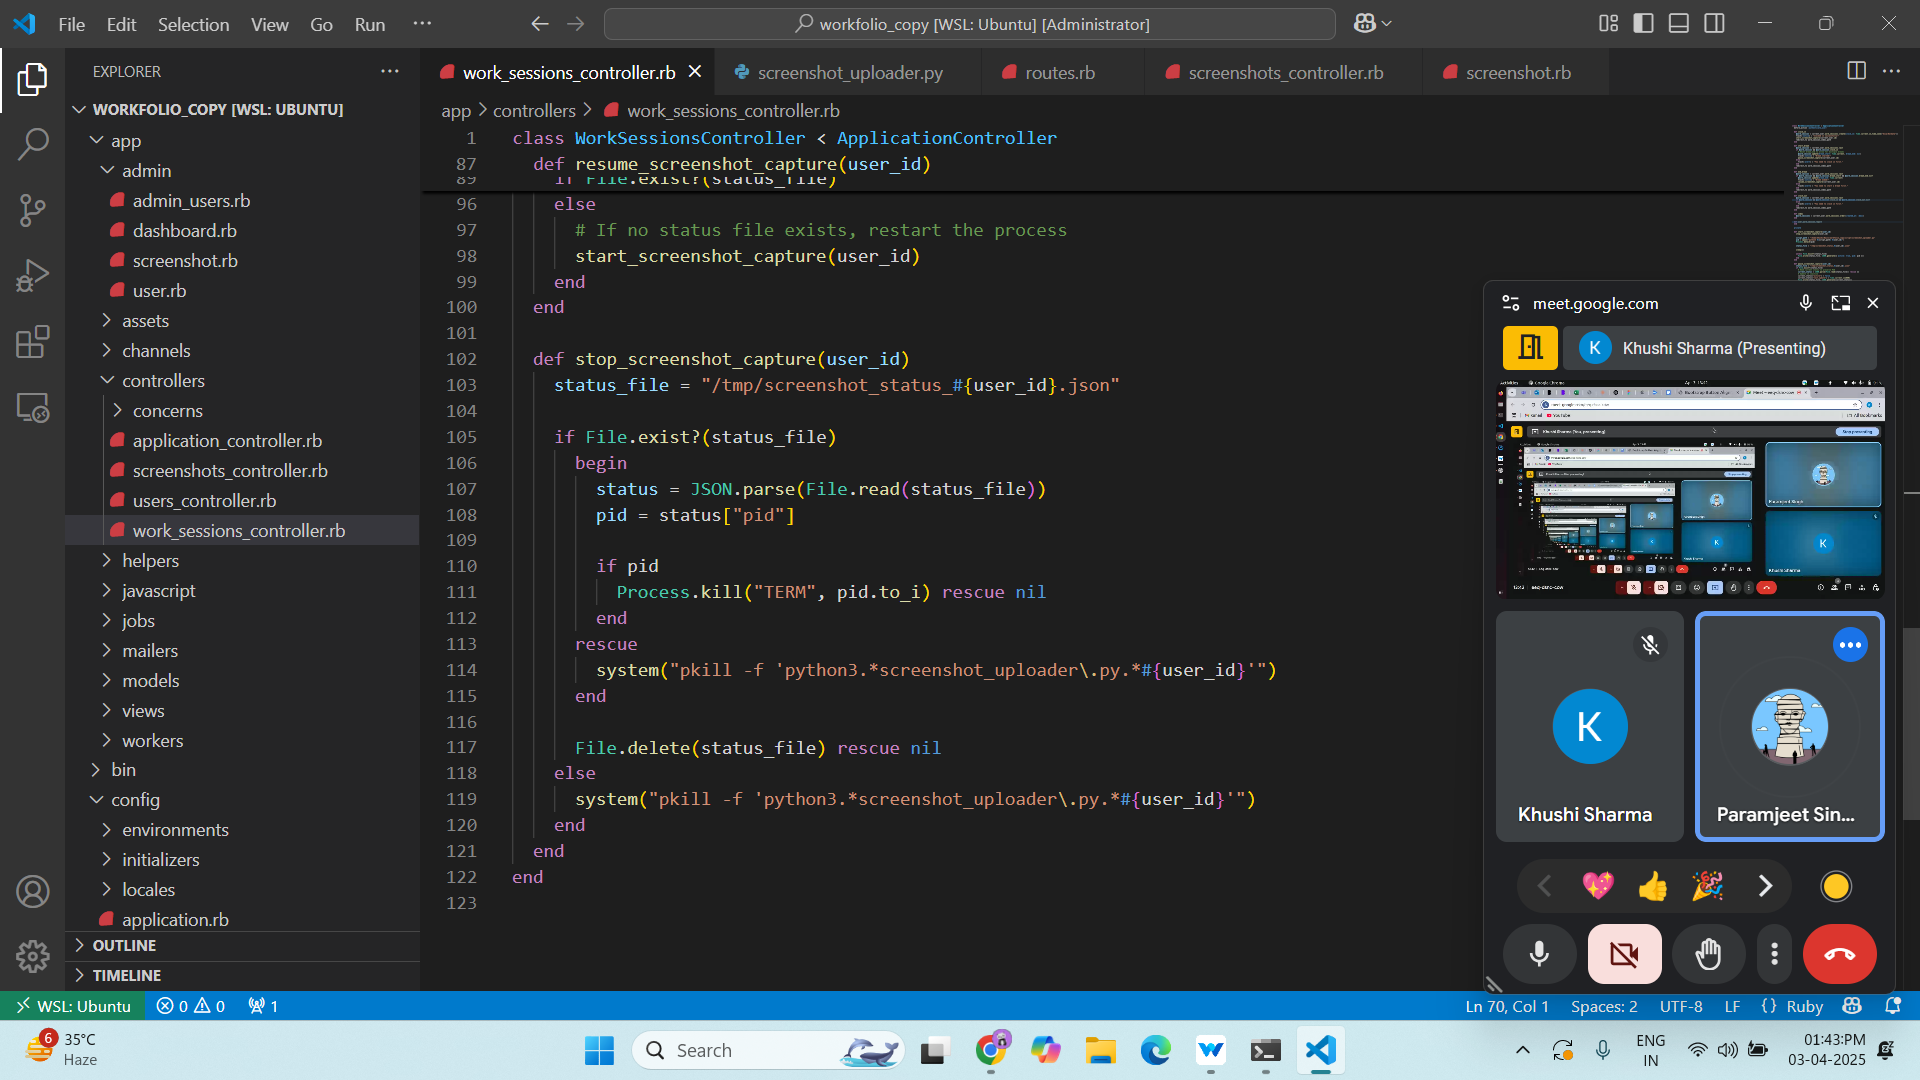 File Edit Selection View Go Run ···
workfolio_copy [WSL: Ubuntu] [Administrator]
EXPLORER
WORKFOLIO_COPY [WSL: UBUNTU]
app
admin
admin_users.rb
dashboard.rb
screenshot.rb
user.rb
assets
channels
controllers
concerns
application_controller.rb
screenshots_controller.rb
users_controller.rb
work_sessions_controller.rb
helpers
javascript
jobs
mailers
models
views
workers
bin
config
environments
initializers
locales
application.rb
OUTLINE
TIMELINE
work_sessions_controller.rb screenshot_uploader.py routes.rb screenshots_controller.rb screenshot.rb
app > controllers > work_sessions_controller.rb
1 class WorkSessionsController < ApplicationController
87 def resume_screenshot_capture(user_id)
89 if File.exist?(status_file)
96 else
97 # If no status file exists, restart the process
98 start_screenshot_capture(user_id)
99 end
100 end
101
102 def stop_screenshot_capture(user_id)
103 status_file = "/tmp/screenshot_status_#{user_id}.json"
104
105 if File.exist?(status_file)
106 begin
107 status = JSON.parse(File.read(status_file))
108 pid = status["pid"]
109
110 if pid
111 Process.kill("TERM", pid.to_i) rescue nil
112 end
113 rescue
114 system("pkill -f 'python3.*screenshot_uploader\.py.*#{user_id}'")
115 end
116
117 File.delete(status_file) rescue nil
118 else
119 system("pkill -f 'python3.*screenshot_uploader\.py.*#{user_id}'")
120 end
121 end
122 end
123
meet.google.com
K Khushi Sharma (Presenting)
K
Khushi Sharma
Paramjeet Sin...
WSL: Ubuntu 0 0 1
Ln 70, Col 1 Spaces: 2 UTF-8 LF {} Ruby
6
35°C
Haze
Search
ENG
IN
01:43:PM
03-04-2025